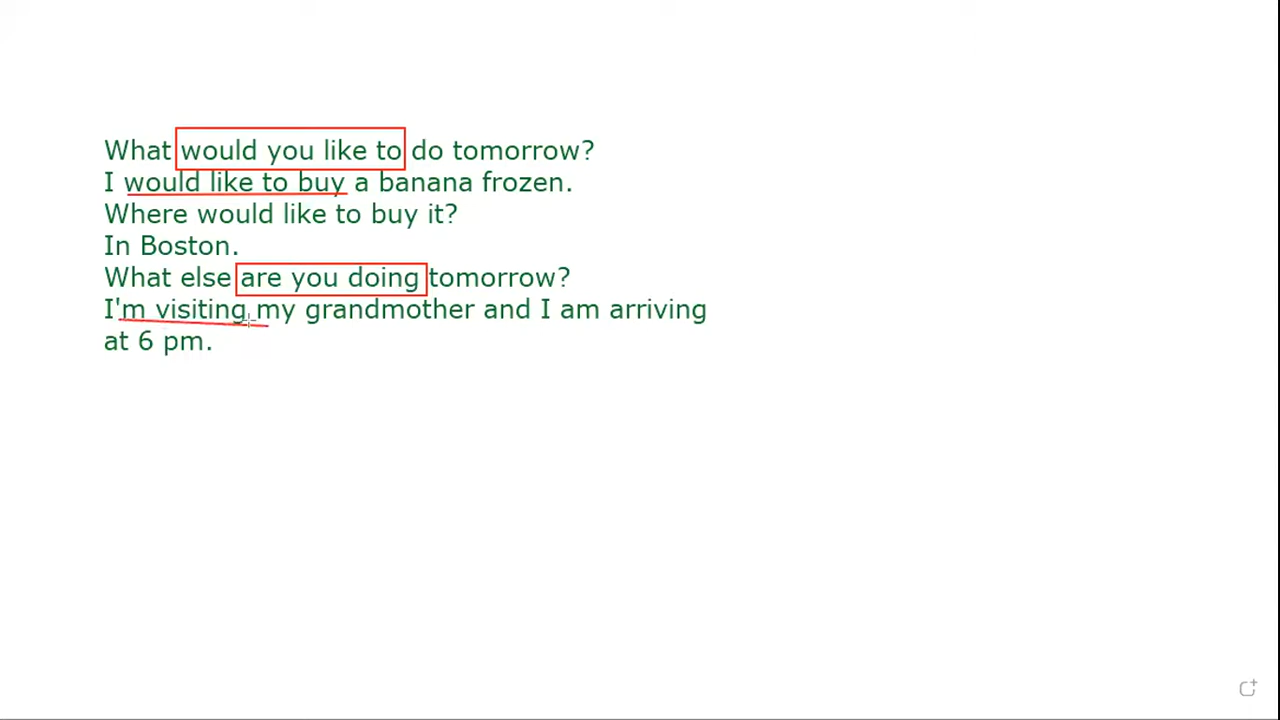 What would you like to do tomorrow?
I would like to buy a banana frozen.
Where would like to buy it?
In Boston.
What else are you doing tomorrow?
I'm visiting my grandmother and I am arriving
at 6 pm.